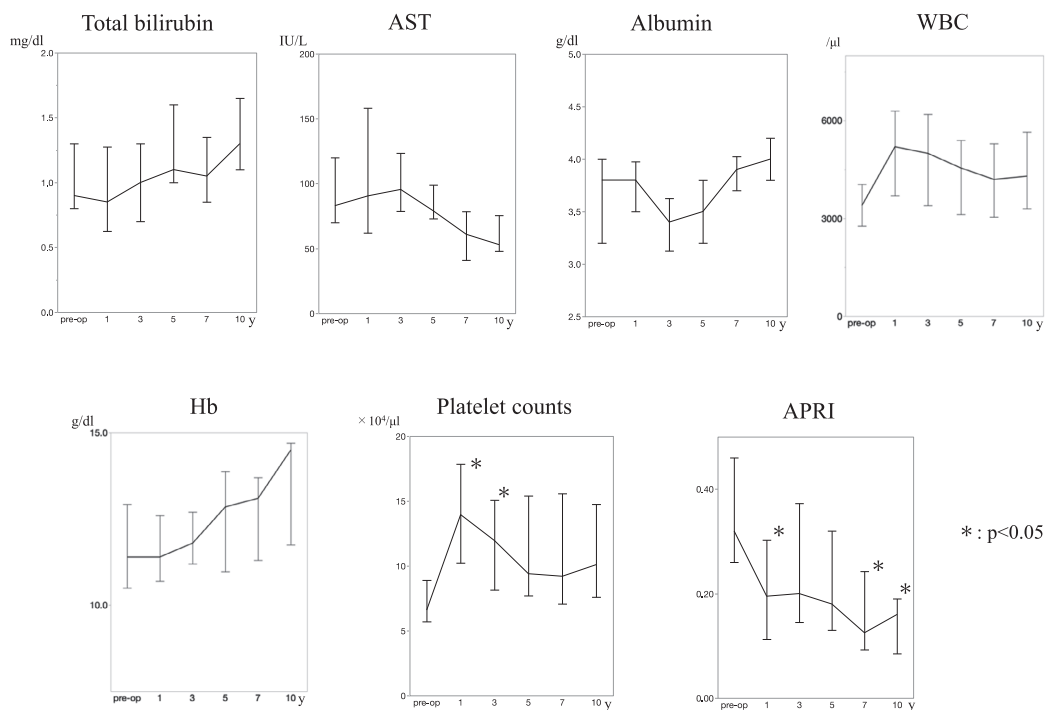 Total bilirubin
mg/dl
2.0
1.5
1.0
0.5
0.0
pre-op 1 3 5 7 10 y
AST
IU/L
200
150
100
50
0
pre-op 1 3 5 7 10 y
Albumin
g/dl
5.0
4.5
4.0
3.5
3.0
2.5
pre-op 1 3 5 7 10 y
WBC
/μl
6000
3000
0
pre-op 1 3 5 7 10 y
Hb
g/dl
15.0
10.0
pre-op 1 3 5 7 10 y
Platelet counts
×10⁴/μl
20
15
10
5
0
* *
pre-op 1 3 5 7 10 y
APRI
0.40
0.20
0.00
* * *
pre-op 1 3 5 7 10 y
* : p<0.05